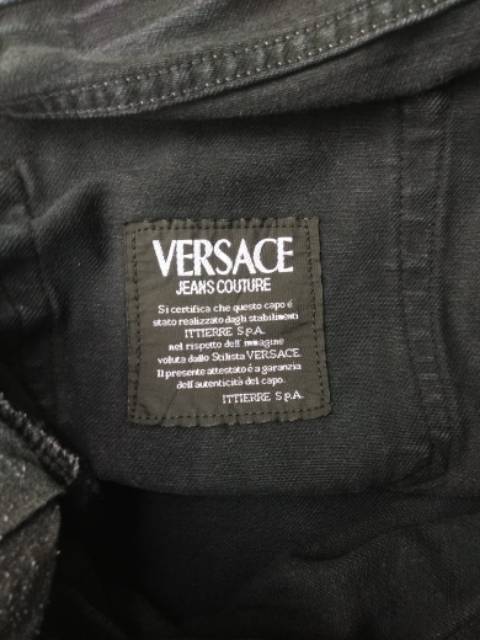 VERSACE
JEANS COUTURE
Si certifica che questo capo é
stato realizzato dagli stabilimenti
ITTIERRE S.p.A.
nel rispetto dell' immagine
voluta dallo Stilista VERSACE.
Il presente attestato é a garanzia
dell'autenticità del capo.
ITTIERRE S.p.A.